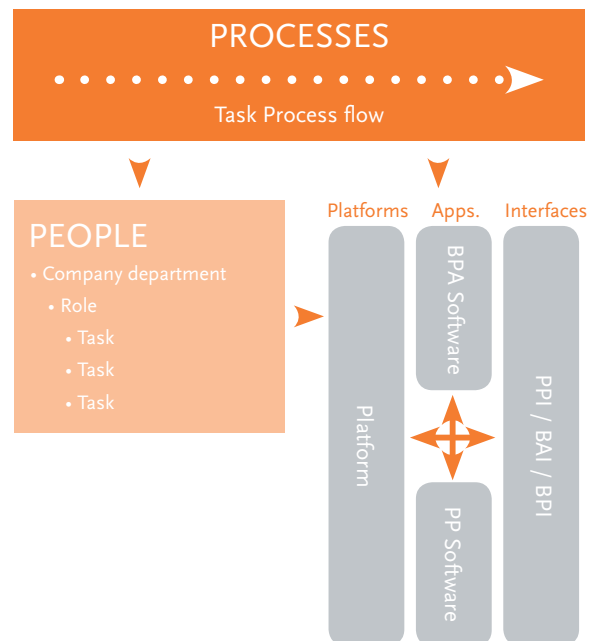 PROCESSES
Task Process flow
PEOPLE
• Company department
• Role
• Task
• Task
• Task
Platforms
Apps.
Interfaces
Platform
BPA Software
PP Software
PPI / BAI / BPI